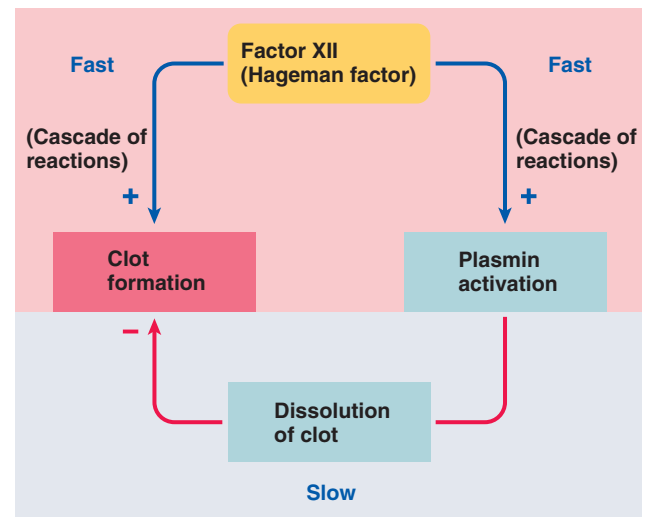 Factor XII
(Hageman factor)
Fast
Fast
(Cascade of
reactions)
(Cascade of
reactions)
+
+
Clot
formation
Plasmin
activation
–
Dissolution
of clot
Slow